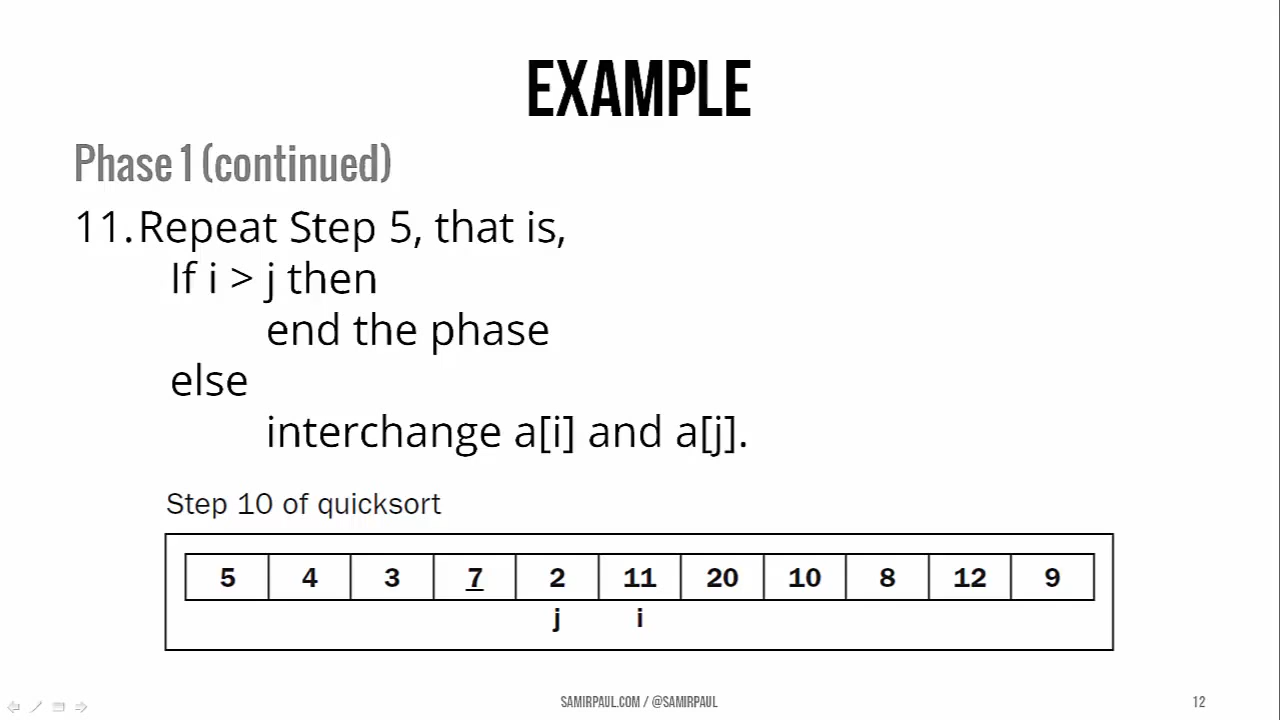 EXAMPLE
Phase 1 (continued)
11. Repeat Step 5, that is,
If i > j then
end the phase
else
interchange a[i] and a[j].
Step 10 of quicksort
5 4 3 7 2 11 20 10 8 12 9
j i
SAMIRPAUL.COM / @SAMIRPAUL
12